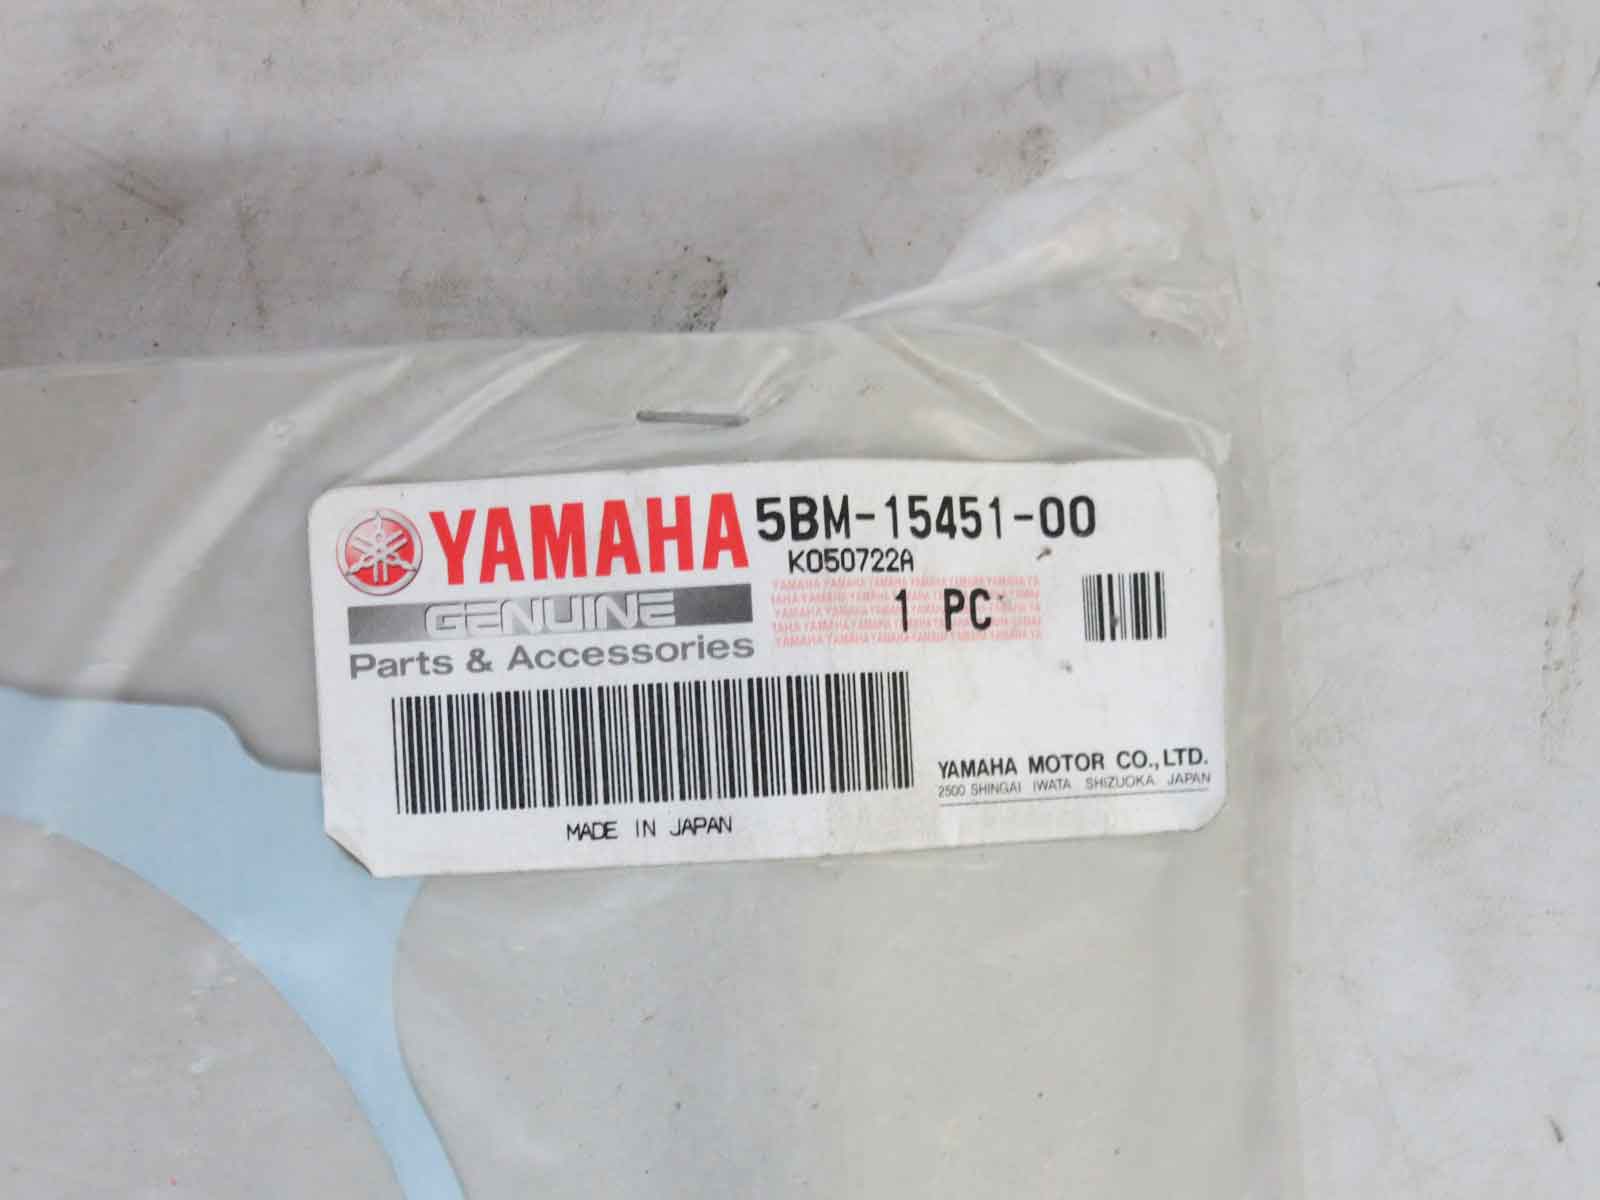 YAMAHA 5BM-15451-00
K050722A
GENUINE
1 PC
Parts & Accessories
MADE IN JAPAN
YAMAHA MOTOR CO.,LTD.
2500 SHINGAI IWATA SHIZUOKA JAPAN